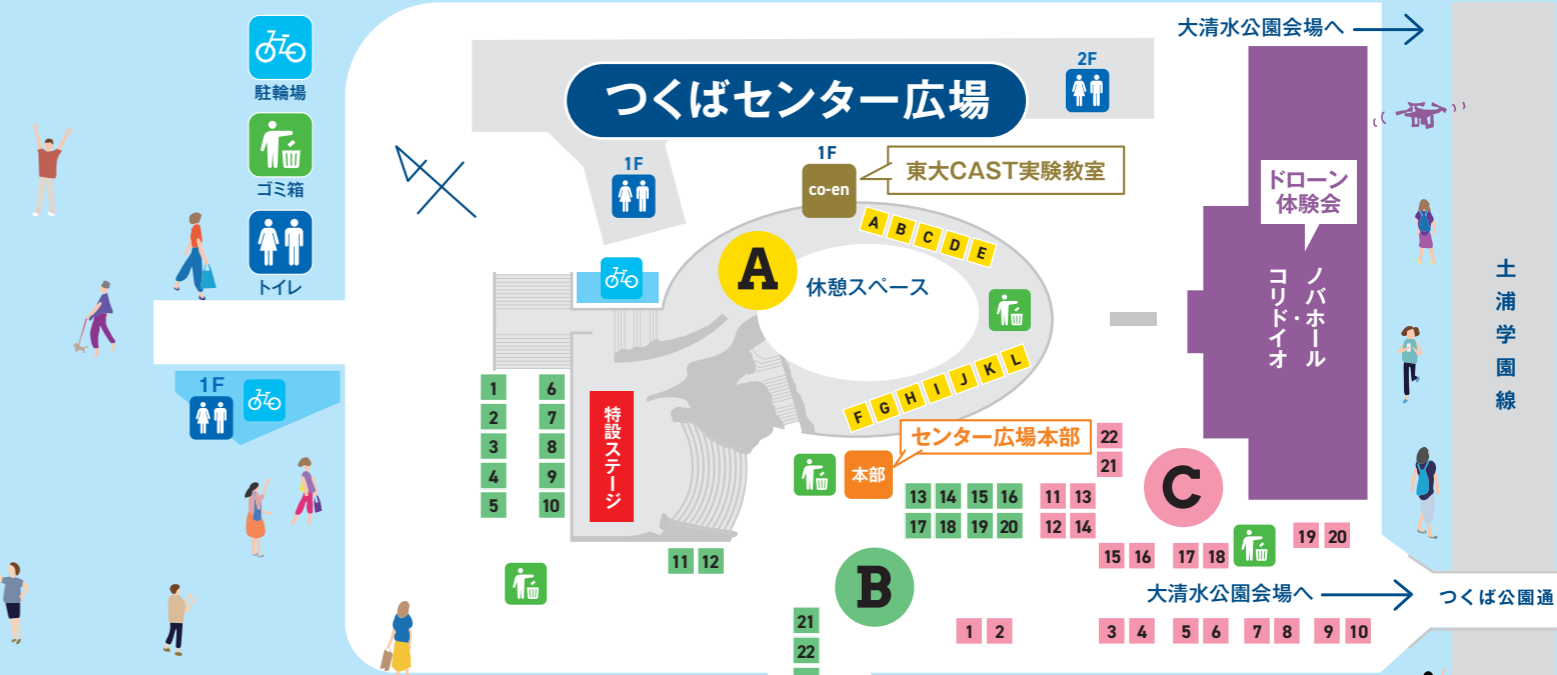 駐輪場
ゴミ箱
トイレ
つくばセンター広場
大清水公園会場へ
2F
1F
1F
co-en
東大CAST実験教室
A B C D E
A
休憩スペース
ドローン
体験会
ノバホール
・
コリドイオ
土浦学園線
1F
1 6
2 7
3 8
4 9
5 10
特設ステージ
F G H I J K L
センター広場本部
本部
22
21
13 14 15 16
17 18 19 20
11 13
12 14
C
15 16 17 18
19 20
11 12
B
大清水公園会場へ
つくば公園通
21
22
1 2 3 4 5 6 7 8 9 10